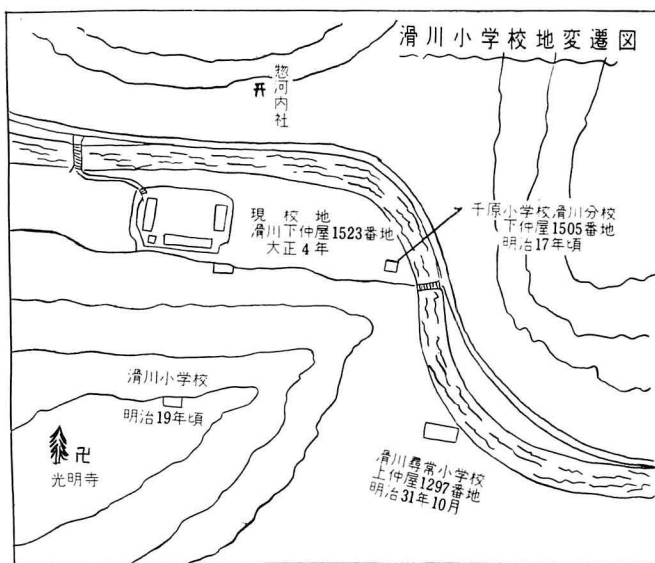 滑川小学校地変遷図
惣河内社
現校地
滑川下仲屋1523番地
大正4年
千原小学校滑川分校
下仲屋1505番地
明治17年頃
滑川小学校
明治19年頃
卍
光明寺
滑川尋常小学校
上仲屋1297番地
明治31年10月